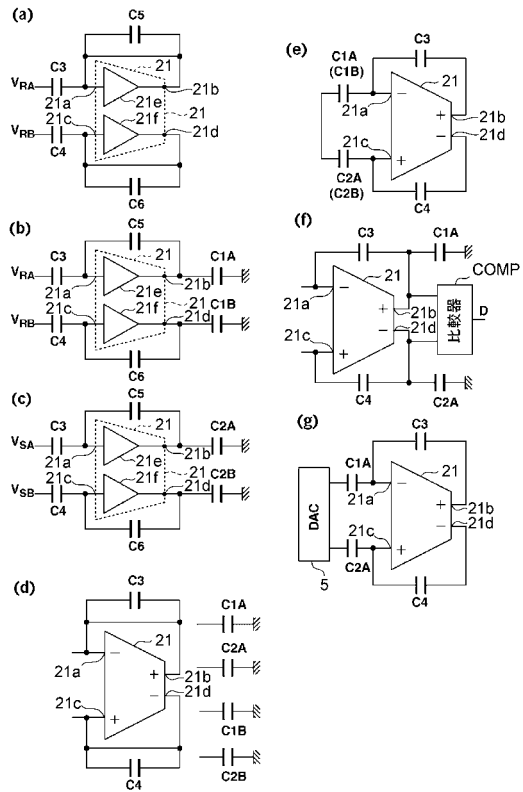 (a)
C5
C3
21
VRA
21a
21b
21e
21
21c
21f
VRB
21d
C4
C6
(b)
C5
C3
21
C1A
VRA
21a
21b
21e
21
21c
21f
C1B
VRB
21d
C4
C6
(c)
C5
C3
21
C2A
VSA
21a
21b
21e
21
21c
21f
C2B
VSB
21d
C4
C6
(d)
C3
C1A
21
21a
−
C2A
+
21b
−
21d
21c
+
C1B
C4
C2B
(e)
C3
C1A
(C1B)
21
21a
−
+
21b
−
21d
21c
+
C2A
(C2B)
C4
(f)
C3
C1A
21
COMP
21a
−
+
21b
−
21d
21c
+
比較器
D
C4
C2A
(g)
C3
C1A
21
21a
−
DAC
+
21b
−
21d
21c
+
5
C2A
C4